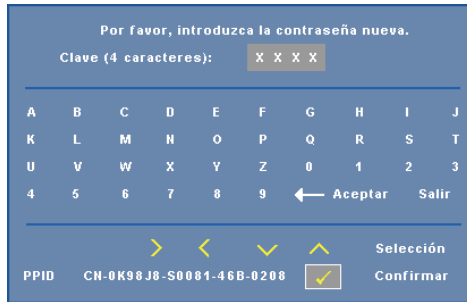 Por favor, introduzca la contraseña nueva.
Clave (4 caracteres): X X X X
A B C D E F G H I J
K L M N O P Q R S T
U V W X Y Z 0 1 2 3
4 5 6 7 8 9 Aceptar Salir
Selección
PPID CN-0K98J8-S0081-46B-0208 Confirmar